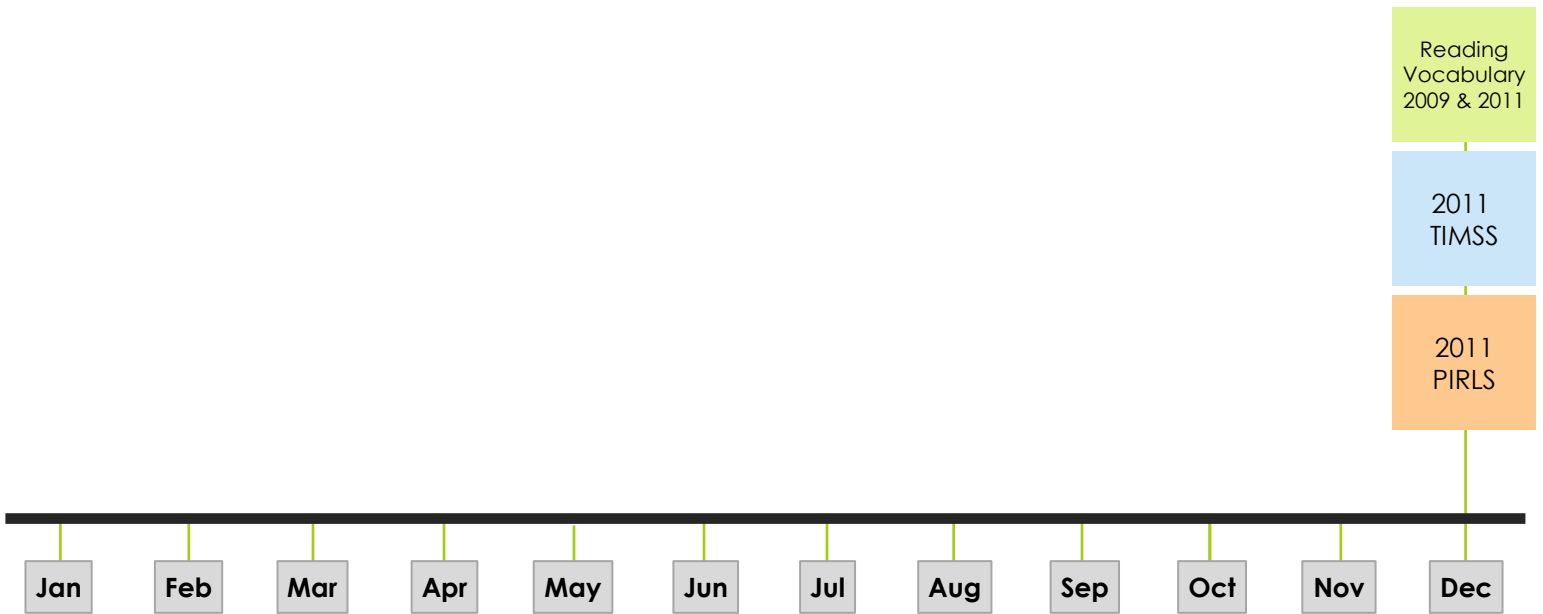 Reading
Vocabulary
2009 & 2011
2011
TIMSS
2011
PIRLS
Jan
Feb
Mar
Apr
May
Jun
Jul
Aug
Sep
Oct
Nov
Dec